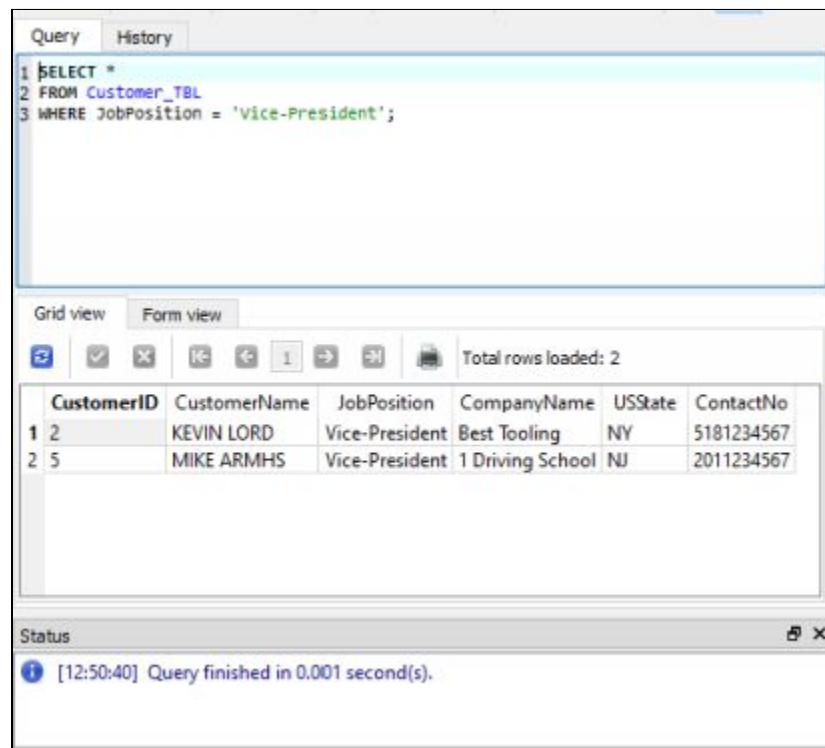 Query History
1 SELECT *
2 FROM Customer_TBL
3 WHERE JobPosition = 'Vice-President';
Grid view Form view
1 Total rows loaded: 2
CustomerID CustomerName JobPosition CompanyName USState ContactNo
1 2 KEVIN LORD Vice-President Best Tooling NY 5181234567
2 5 MIKE ARMHS Vice-President 1 Driving School NJ 2011234567
Status
[12:50:40] Query finished in 0.001 second(s).